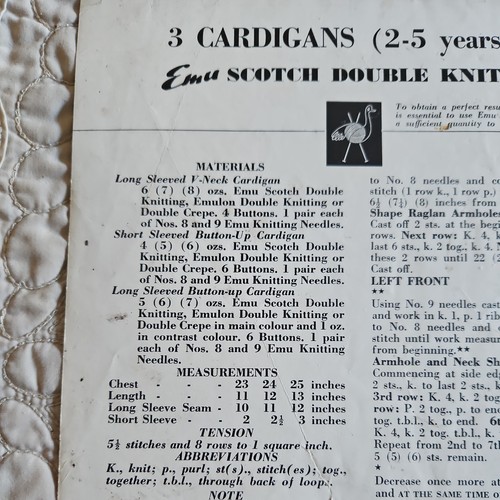 3 CARDIGANS (2-5 years
Emu SCOTCH DOUBLE KNIT
To obtain a perfect resu
is essential to use Emu
a sufficient quantity to
MATERIALS
Long Sleeved V-Neck Cardigan
6 (7) (8) ozs. Emu Scotch Double
Knitting, Emulon Double Knitting or
Double Crepe. 4 Buttons. 1 pair each
of Nos. 8 and 9 Emu Knitting Needles.
Short Sleeved Button-Up Cardigan
4 (5) (6) ozs. Emu Scotch Double
Knitting, Emulon Double Knitting or
Double Crepe. 6 Buttons. 1 pair each
of Nos. 8 and 9 Emu Knitting Needles.
Long Sleeved Button-up Cardigan
5 (6) (7) ozs. Emu Scotch Double
Knitting, Emulon Double Knitting or
Double Crepe in main colour and 1 oz.
in contrast colour. 6 Buttons. 1 pair
each of Nos. 8 and 9 Emu Knitting
Needles.
MEASUREMENTS
Chest - - - 23 24 25 inches
Length - - - 11 12 13 inches
Long Sleeve Seam - 10 11 12 inches
Short Sleeve - - 2 2½ 3 inches
TENSION
5½ stitches and 8 rows to 1 square inch.
ABBREVIATIONS
K., knit; p., purl; st(s)., stitch(es); tog.,
together; t.b.l., through back of loops.
NOTE
to No. 8 needles and co
stitch (1 row k., 1 row p.)
6½ (7½) (8) inches from
Shape Raglan Armhole
Cast off 2 sts. at the begin
rows. Next row: K. 4, k
last 6 sts., k. 2 tog., k. 4. N
these 2 rows until 22 (2
Cast off.
LEFT FRONT
**
Using No. 9 needles cast
and work in k. 1, p. 1 rib
to No. 8 needles and c
stitch until work measur
from beginning.**
Armhole and Neck Sh
Commencing at side edg
2 sts., k. to last 2 sts., k
3rd row: K. 4, k. 2 tog
row: P. 2 tog., p. to en
tog. t.b.l., k. to end. 6t
K. 4, k. 2 tog. t.b.l., k.
Repeat from 2nd to 7th
5 (5) (6) sts. remain.
*
Decrease once more a
and AT THE SAME TIME d